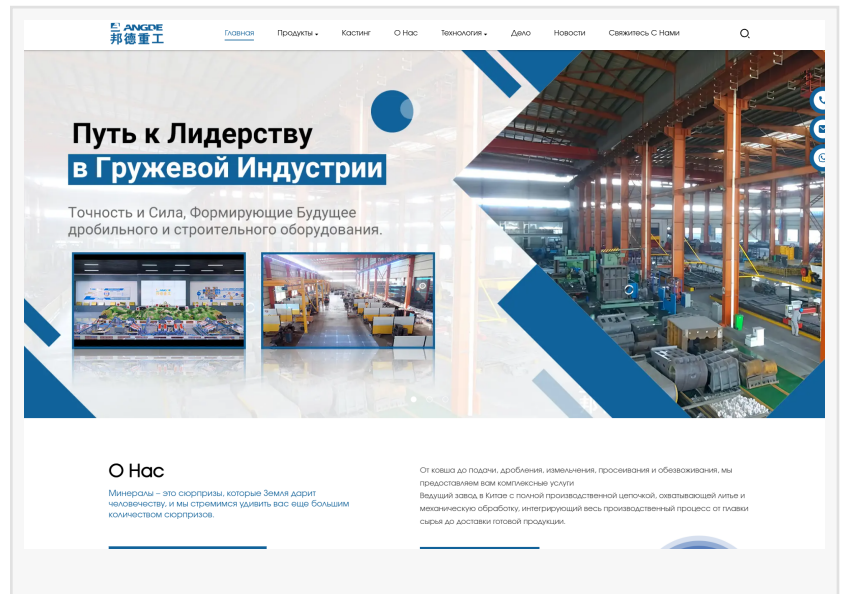 ANGDE
邦德重工
Главная Продукты Кастинг О Нас Технология Дело Новости Свяжитесь С Нами
Путь к Лидерству
в Гружевой Индустрии
Точность и Сила, Формирующие Будущее
дробильного и строительного оборудования.
О Нас
Минералы – это сюрпризы, которые Земля дарит
человечеству, и мы стремимся удивить вас еще большим
количеством сюрпризов.
От ковша до подачи, дробления, измельчения, просеивания и обезвоживания, мы
предоставляем вам комплексные услуги
Ведущий завод в Китае с полной производственной цепочкой, охватывающей литье и
механическую обработку, интегрирующий весь производственный процесс от плавки
сырья до доставки готовой продукции.